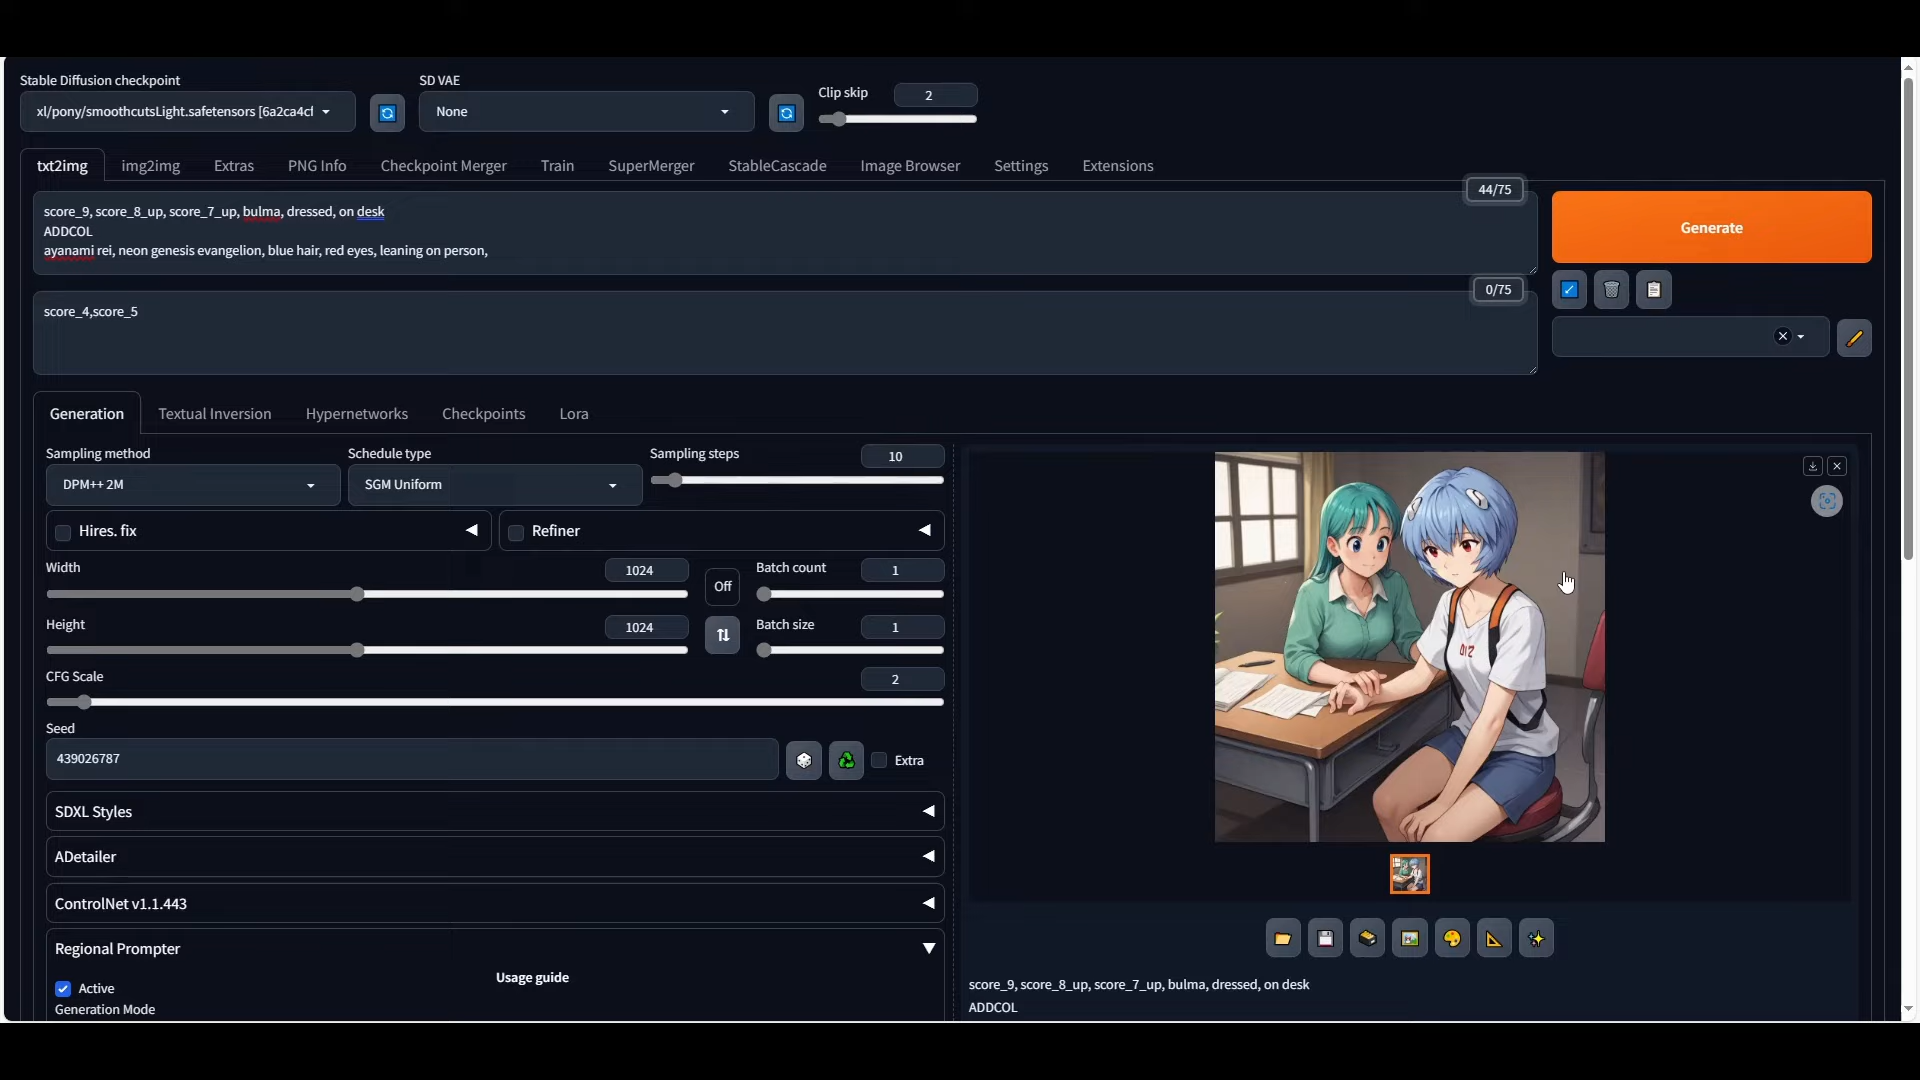 Stable Diffusion checkpoint
SD VAE
Clip skip
2
xl/pony/smoothcutsLight.safetensors [6a2ca4cf
None
txt2img
img2img
Extras
PNG Info
Checkpoint Merger
Train
SuperMerger
StableCascade
Image Browser
Settings
Extensions
44/75
score_9, score_8_up, score_7_up, bulma, dressed, on desk
ADDCOL
ayanami rei, neon genesis evangelion, blue hair, red eyes, leaning on person,
Generate
0/75
score_4,score_5
Generation
Textual Inversion
Hypernetworks
Checkpoints
Lora
Sampling method
Schedule type
Sampling steps
10
DPM++ 2M
SGM Uniform
Hires. fix
Refiner
Width
1024
Off
Batch count
1
Height
1024
Batch size
1
CFG Scale
2
Seed
439026787
Extra
SDXL Styles
ADetailer
ControlNet v1.1.443
Regional Prompter
Usage guide
Active
Generation Mode
score_9, score_8_up, score_7_up, bulma, dressed, on desk
ADDCOL